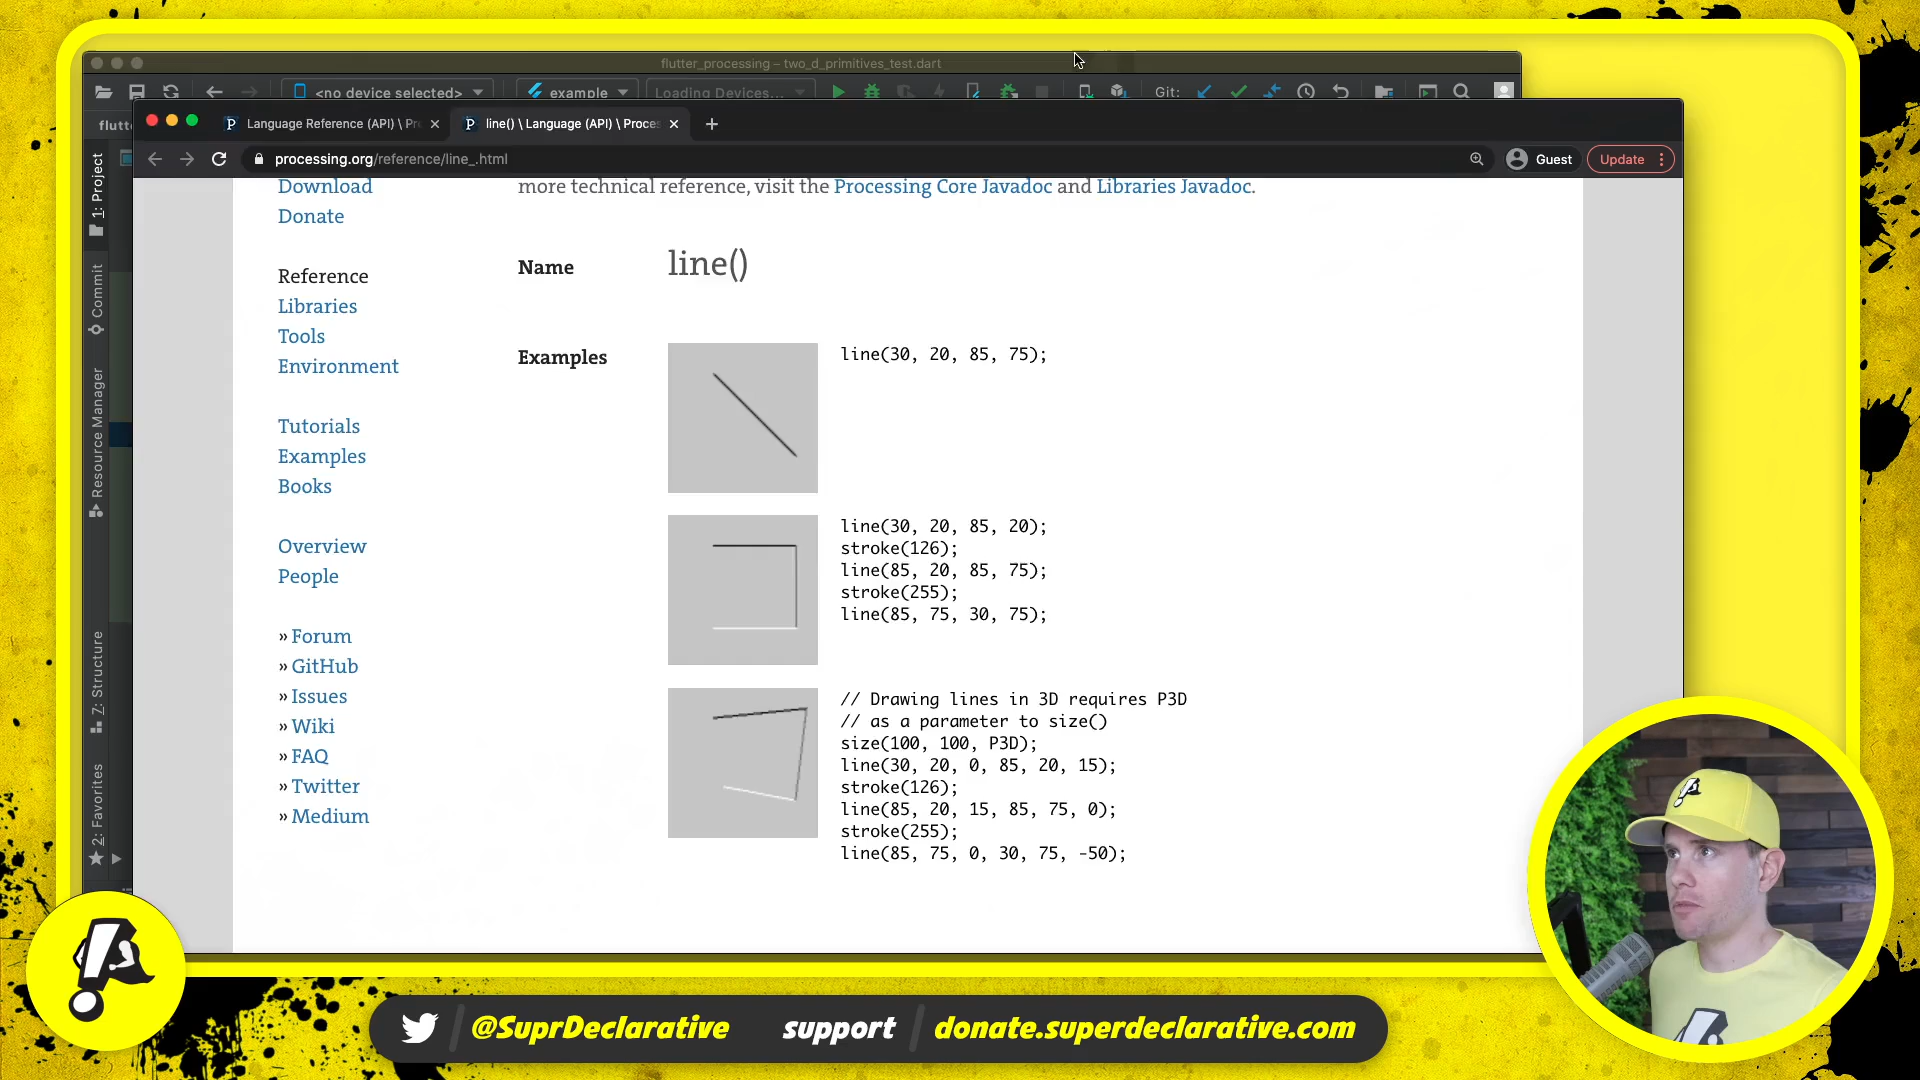 flutter_processing – two_d_primitives_test.dart
<no device selected>
example
Loading Devices...
Git:
flutt
Language Reference (API) \ Pr
line() \ Language (API) \ Proces
processing.org/reference/line_.html
Guest
Update
1: Project
Commit
Resource Manager
7: Structure
2: Favorites
Download
Donate
Reference
Libraries
Tools
Environment
Tutorials
Examples
Books
Overview
People
» Forum
» GitHub
» Issues
» Wiki
» FAQ
» Twitter
» Medium
more technical reference, visit the Processing Core Javadoc and Libraries Javadoc.
Name
line()
Examples
line(30, 20, 85, 75);
line(30, 20, 85, 20);
stroke(126);
line(85, 20, 85, 75);
stroke(255);
line(85, 75, 30, 75);
// Drawing lines in 3D requires P3D
// as a parameter to size()
size(100, 100, P3D);
line(30, 20, 0, 85, 20, 15);
stroke(126);
line(85, 20, 15, 85, 75, 0);
stroke(255);
line(85, 75, 0, 30, 75, -50);
@SuprDeclarative
support
donate.superdeclarative.com